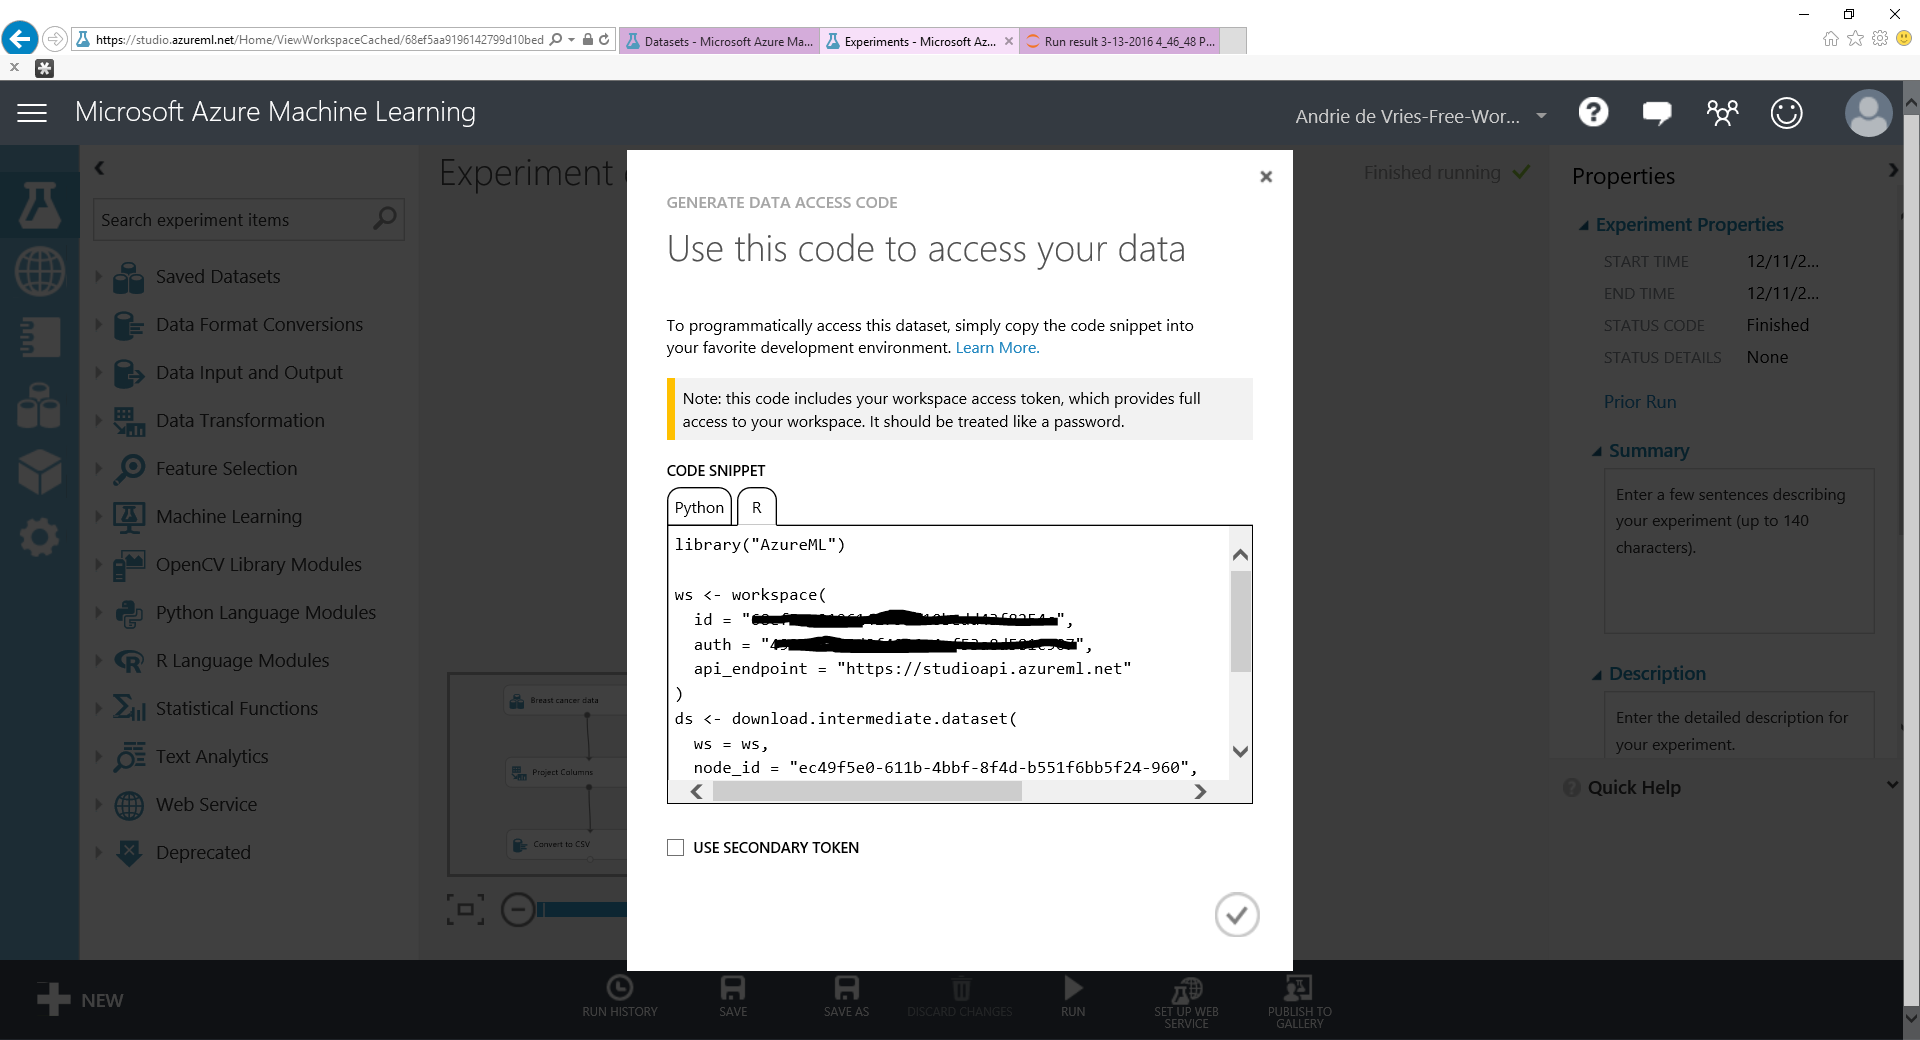 https://studio.azureml.net/Home/ViewWorkspaceCached/68ef5aa9196142799d10bed
Datasets - Microsoft Azure Ma...
Experiments - Microsoft Az...
Run result 3-13-2016 4_46_48 P...
Microsoft Azure Machine Learning
Andrie de Vries-Free-Wor...
Experiment
Finished running
Search experiment items
Saved Datasets
Data Format Conversions
Data Input and Output
Data Transformation
Feature Selection
Machine Learning
OpenCV Library Modules
Python Language Modules
R Language Modules
Statistical Functions
Text Analytics
Web Service
Deprecated
Breast cancer data
Project Columns
Convert to CSV
GENERATE DATA ACCESS CODE
Use this code to access your data
To programmatically access this dataset, simply copy the code snippet into
your favorite development environment. Learn More.
Note: this code includes your workspace access token, which provides full
access to your workspace. It should be treated like a password.
CODE SNIPPET
Python
R
library("AzureML")
ws <- workspace(
id = "
",
auth = "
",
api_endpoint = "https://studioapi.azureml.net"
)
ds <- download.intermediate.dataset(
ws = ws,
node_id = "ec49f5e0-611b-4bbf-8f4d-b551f6bb5f24-960",
USE SECONDARY TOKEN
Properties
Experiment Properties
START TIME 12/11/2...
END TIME 12/11/2...
STATUS CODE Finished
STATUS DETAILS None
Prior Run
Summary
Enter a few sentences describing
your experiment (up to 140
characters).
Description
Enter the detailed description for
your experiment.
Quick Help
NEW
RUN HISTORY
SAVE
SAVE AS
DISCARD CHANGES
RUN
SET UP WEB
SERVICE
PUBLISH TO
GALLERY